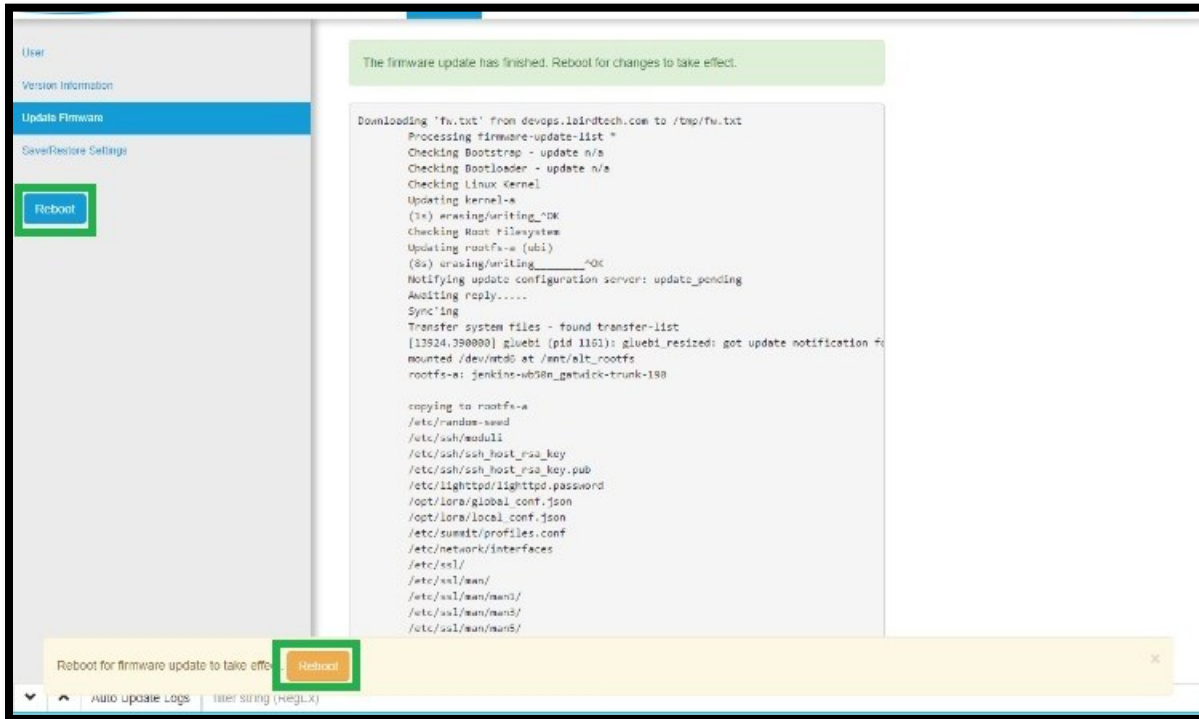 User
Version Information
Update Firmware
Save/Restore Settings
Reboot
The firmware update has finished. Reboot for changes to take effect.
Downloading 'fw.txt' from devops.lairdtech.com to /tmp/fw.txt
Processing firmware-update-list *
Checking Bootstrap - update n/a
Checking Bootloader - update n/a
Checking Linux Kernel
Updating kernel-a
(1s) erasing/writing_^OK
Checking Root Filesystem
Updating rootfs-a (ubi)
(8s) erasing/writing________^OK
Notifying update configuration server: update_pending
Awaiting reply.....
Sync'ing
Transfer system files - found transfer-list
[13924.390000] gluebi (pid 1161): gluebi_resized: got update notification fo
mounted /dev/mtd6 at /mnt/alt_rootfs
rootfs-a: jenkins-wb50n_gatwick-trunk-190
copying to rootfs-a
/etc/random-seed
/etc/ssh/moduli
/etc/ssh/ssh_host_rsa_key
/etc/ssh/ssh_host_rsa_key.pub
/etc/lighttpd/lighttpd.password
/opt/lora/global_conf.json
/opt/lora/local_conf.json
/etc/summit/profiles.conf
/etc/network/interfaces
/etc/ssl/
/etc/ssl/man/
/etc/ssl/man/man1/
/etc/ssl/man/man3/
/etc/ssl/man/man5/
Reboot for firmware update to take effe Reboot ×
Auto Update Logs filter string (RegEx)